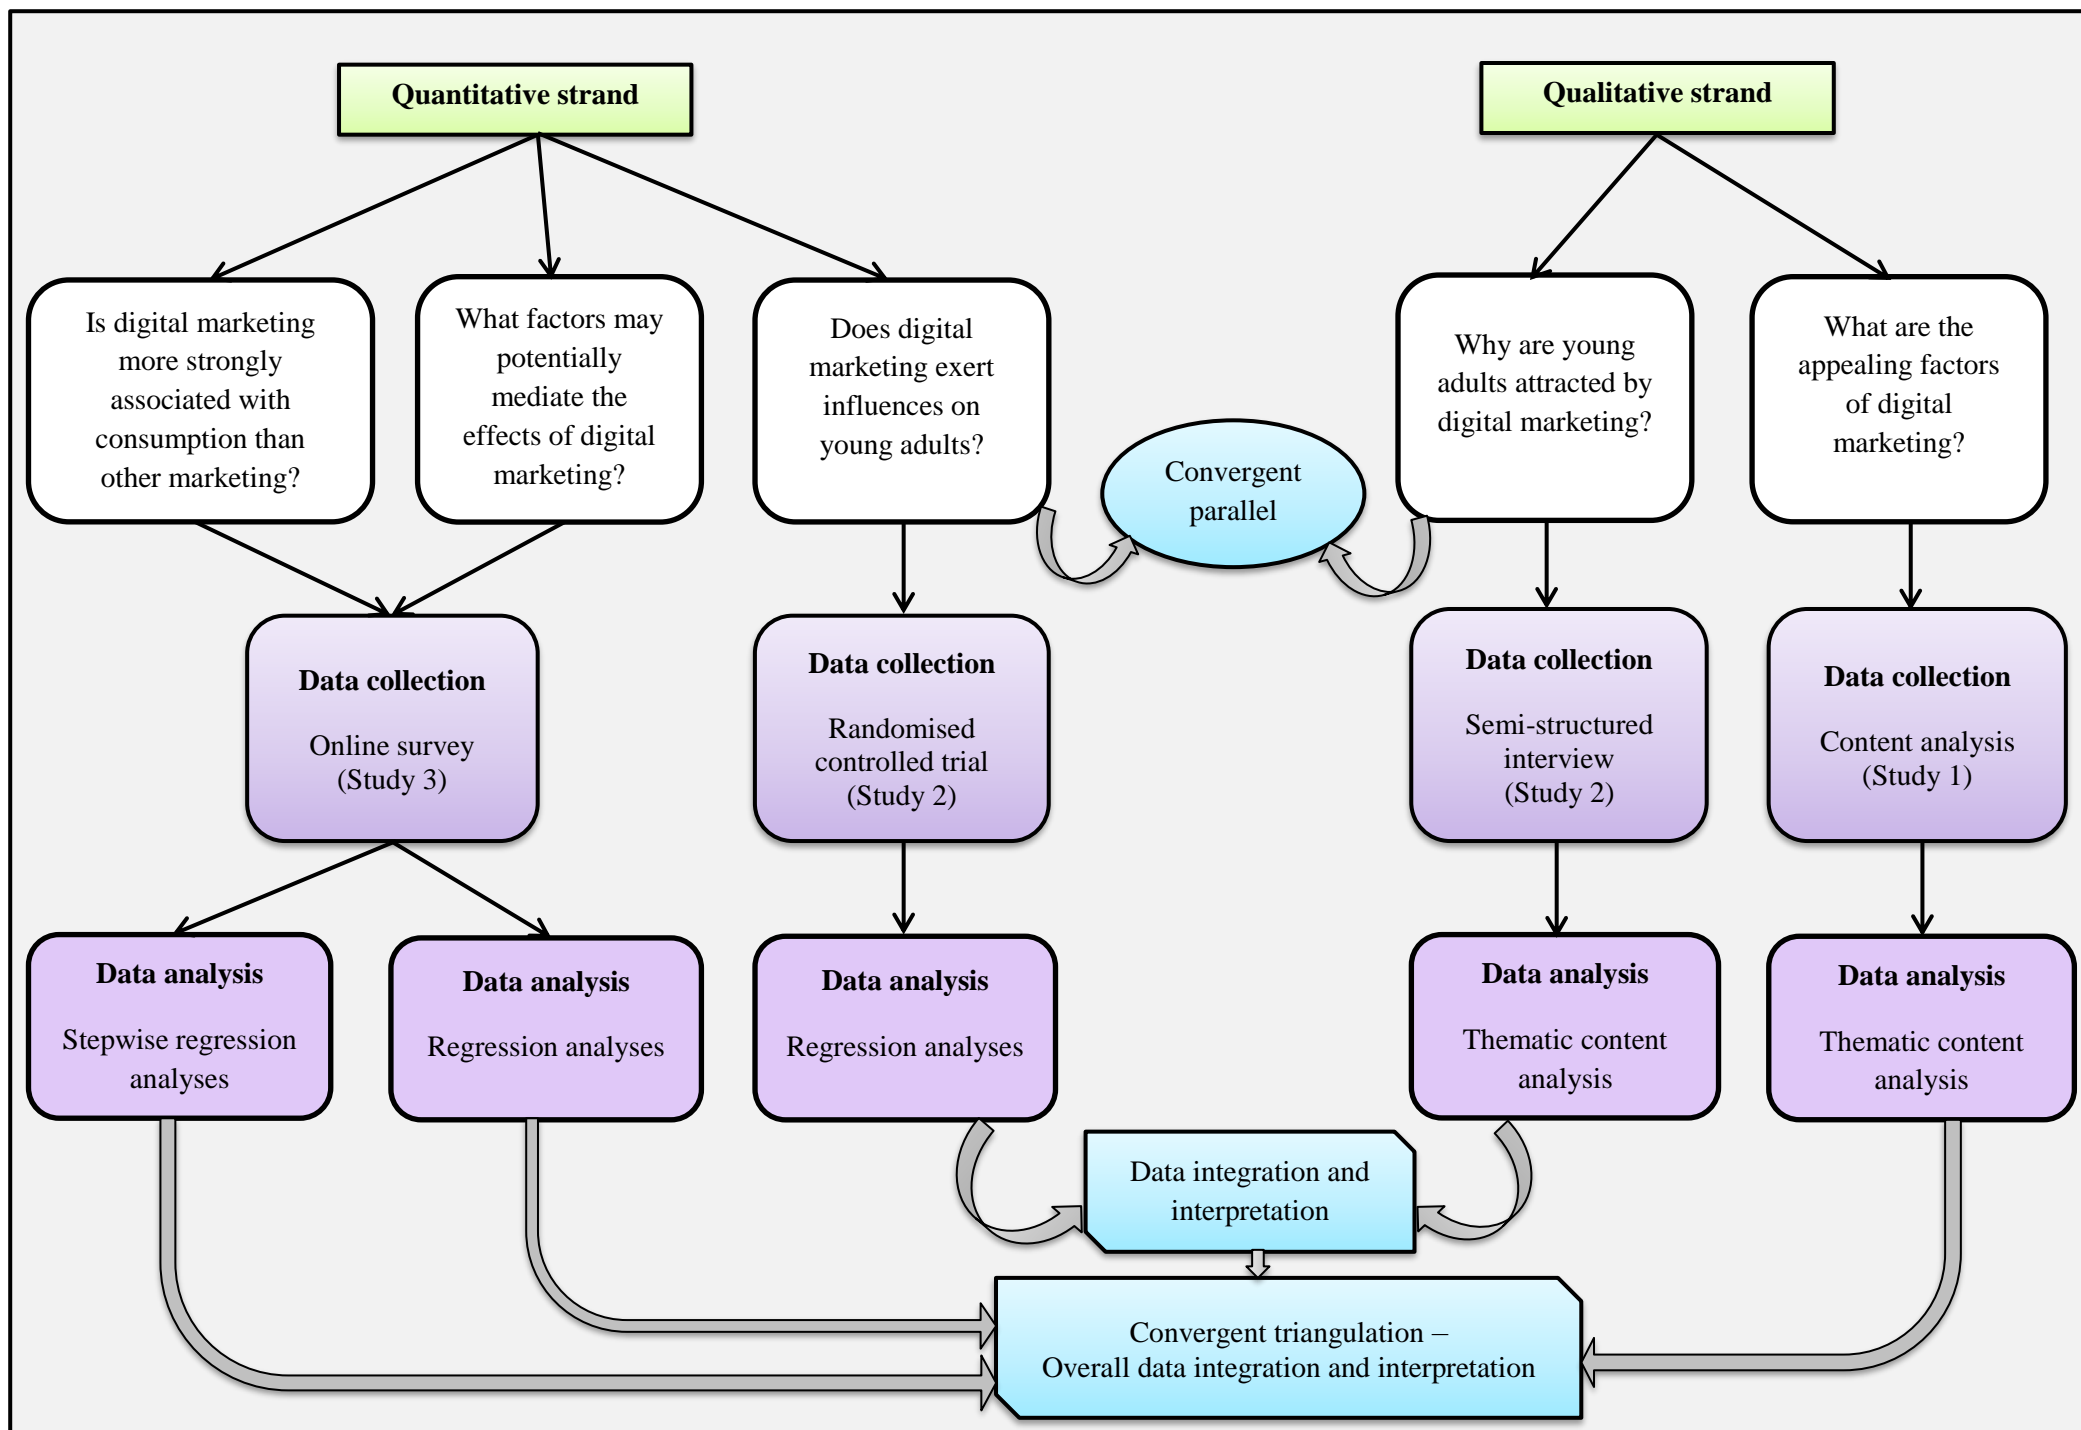 Quantitative strand
Qualitative strand
Is digital marketing
more strongly
associated with
consumption than
other marketing?
What factors may
potentially
mediate the
effects of digital
marketing?
Does digital
marketing exert
influences on
young adults?
Why are young
adults attracted by
digital marketing?
What are the
appealing factors
of digital
marketing?
Convergent
parallel
Data collection
Online survey
(Study 3)
Data collection
Randomised
controlled trial
(Study 2)
Data collection
Semi-structured
interview
(Study 2)
Data collection
Content analysis
(Study 1)
Data analysis
Stepwise regression
analyses
Data analysis
Regression analyses
Data analysis
Regression analyses
Data analysis
Thematic content
analysis
Data analysis
Thematic content
analysis
Data integration and
interpretation
Convergent triangulation –
Overall data integration and interpretation